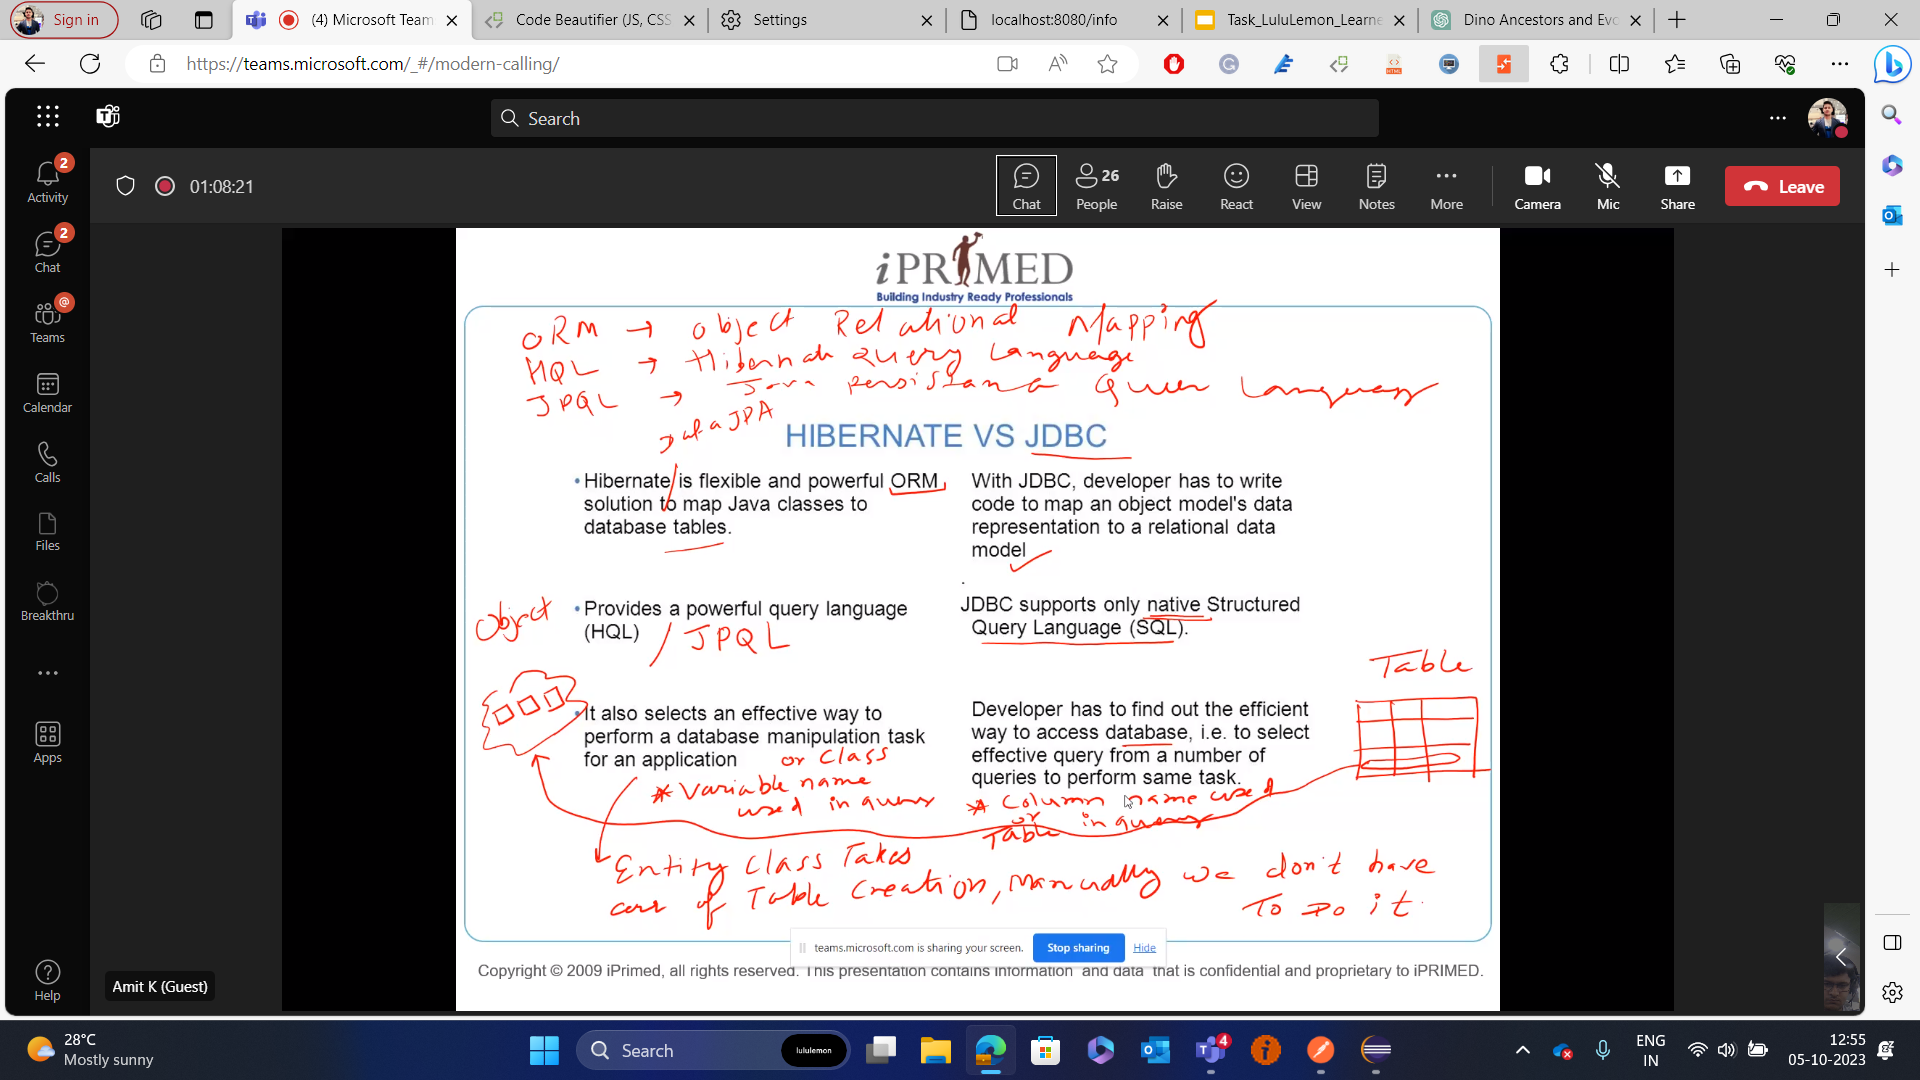 Sign in
(4) Microsoft Team
Code Beautifier (JS, CSS
Settings
localhost:8080/info
Task_LuluLemon_Learne
Dino Ancestors and Evo
https://teams.microsoft.com/_#/modern-calling/
Search
01:08:21
Chat
26
People
Raise
React
View
Notes
More
Camera
Mic
Share
Leave
2
Activity
2
Chat
@
Teams
Calendar
Calls
Files
Breakthru
Apps
Help
iPRIMED
Building Industry Ready Professionals
ORM → Object Relational Mapping
HQL → Hibernate Query Language
JPQL → Java Persistance Quer Language
Data JPA
HIBERNATE VS JDBC
• Hibernate is flexible and powerful ORM
solution to map Java classes to
database tables.
With JDBC, developer has to write
code to map an object model's data
representation to a relational data
model
.
Object
• Provides a powerful query language
(HQL) / JPQL
JDBC supports only native Structured
Query Language (SQL).
Table
• It also selects an effective way to
perform a database manipulation task
for an application
or class
* Variable name
used in query
Developer has to find out the efficient
way to access database, i.e. to select
effective query from a number of
queries to perform same task.
* Column name used
or
Table in query
Entity Class Takes
care of Table Creation, Manually we don't have
To Do it.
teams.microsoft.com is sharing your screen.
Stop sharing
Hide
Copyright © 2009 iPrimed, all rights reserved. This presentation contains information and data that is confidential and proprietary to iPRIMED.
Amit K (Guest)
28°C
Mostly sunny
Search
lululemon
4
ENG
IN
12:55
05-10-2023